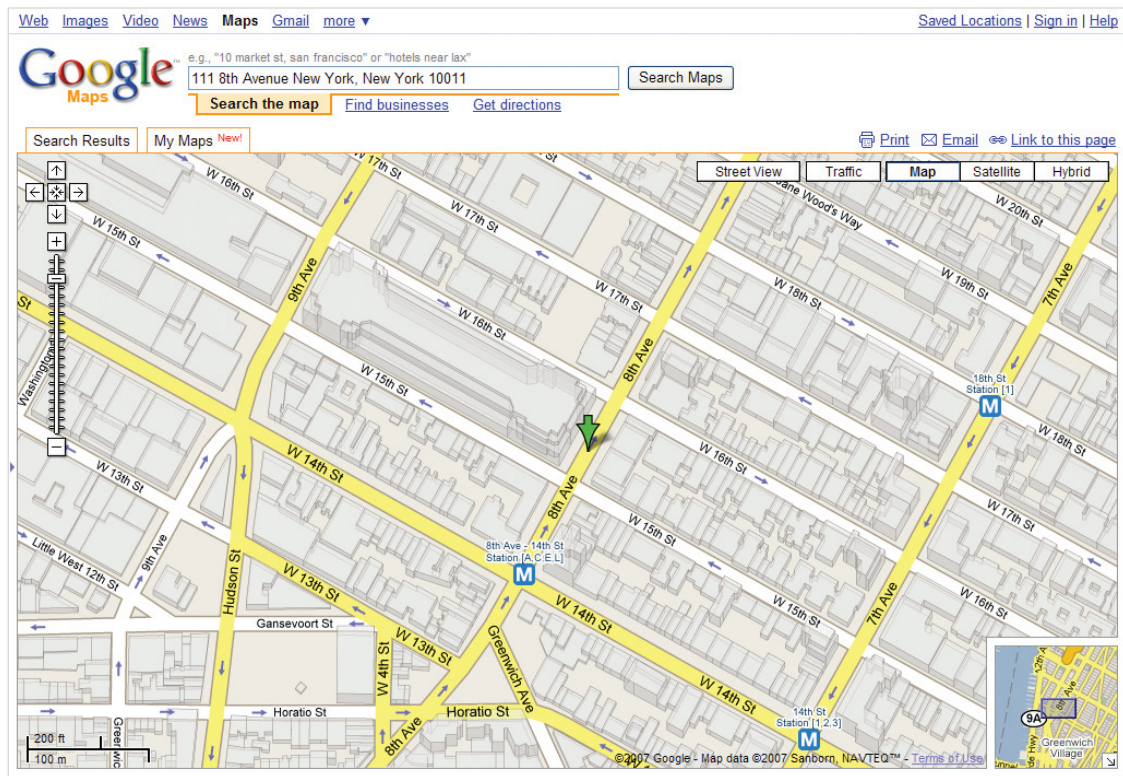 Web Images Video News Maps Gmail more ▼ Saved Locations | Sign in | Help
e.g., "10 market st, san francisco" or "hotels near lax"
Google™
Maps
111 8th Avenue New York, New York 10011 Search Maps
Search the map Find businesses Get directions
Search Results My Maps New! Print Email Link to this page
Street View Traffic Map Satellite Hybrid
W 17th St
W 16th St
W 17th St
Wood's Way
W 20th St
W 15th St
9th Ave
W 17th St
W 18th St
W 19th St
7th Ave
St
W 16th St
8th Ave
Washington
W 15th St
18th St
Station [1]
M
W 18th St
W 14th St
W 16th St
W 13th St
8th Ave
W 17th St
W 15th St
Little West 12th St
9th Ave
8th Ave - 14th St
Station [A,C,E,L]
M
Hudson St
W 13th St
W 14th St
W 15th St
7th Ave
W 16th St
Gansevoort St
W 13th St
W 4th St
Greenwich Ave
W 14th St
Horatio St
Horatio St
8th Ave
14th St
Station [1,2,3]
M
8th Ave
9A
Greenwich
Village
200 ft
100 m
©2007 Google - Map data ©2007 Sanborn, NAVTEQ™ - Terms of Use